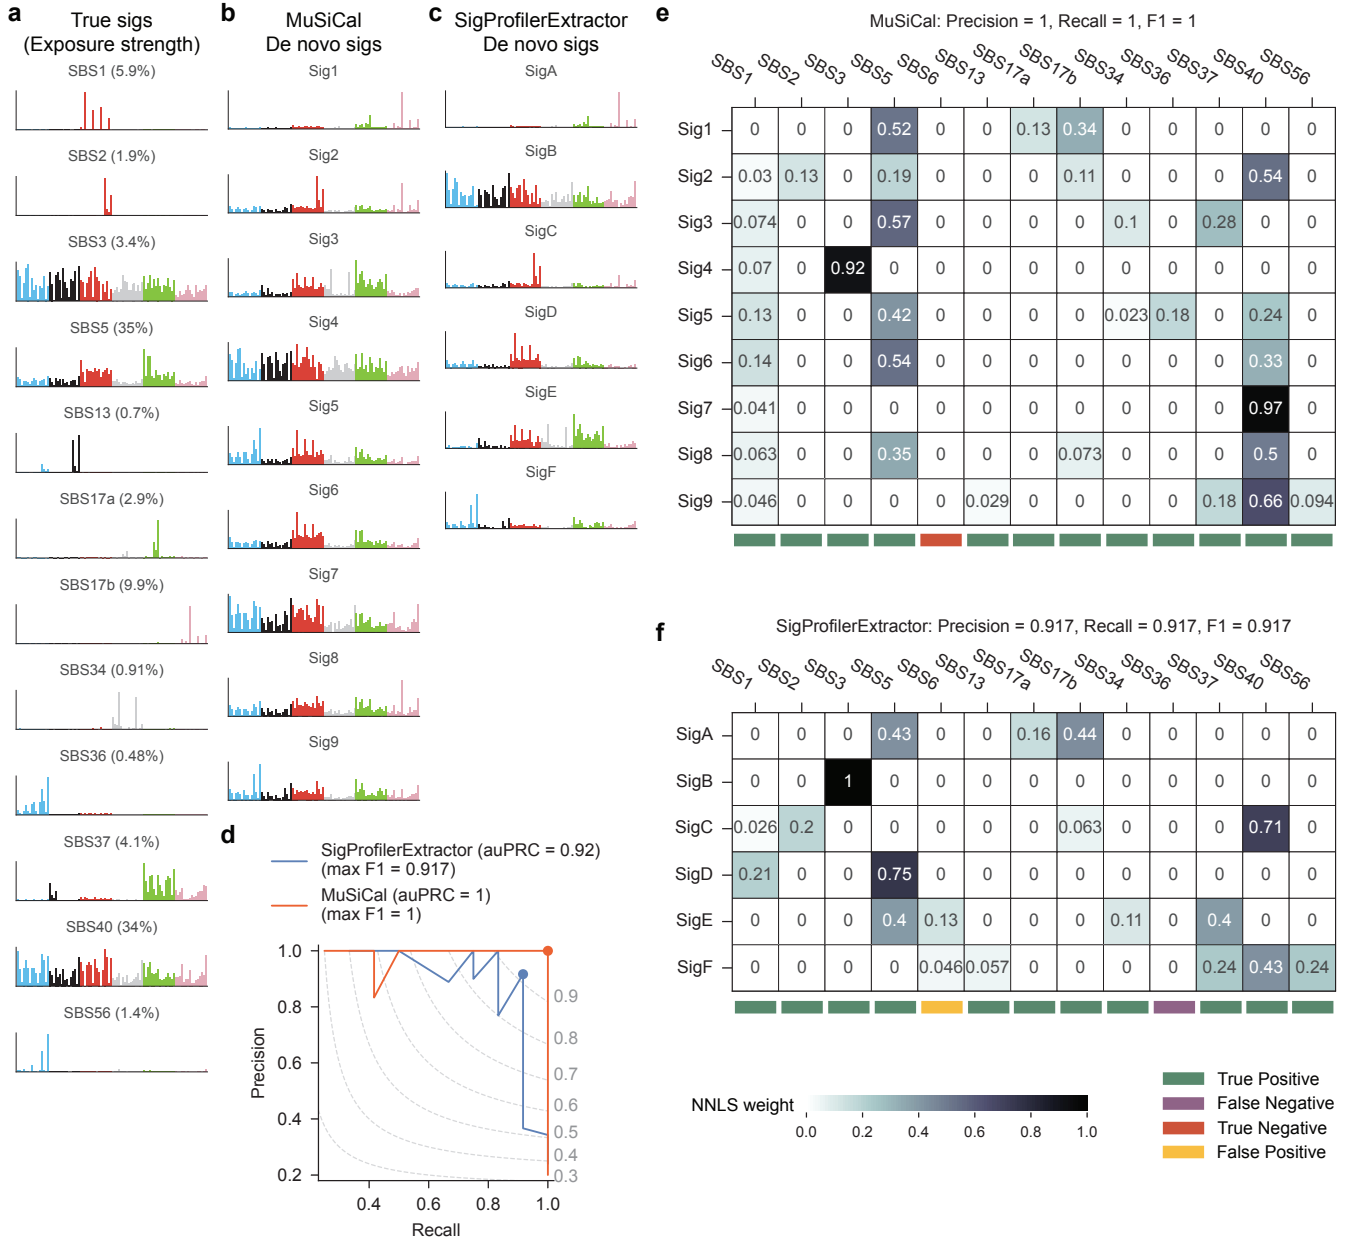 a
True sigs
(Exposure strength)
SBS1 (5.9%)
SBS2 (1.9%)
SBS3 (3.4%)
SBS5 (35%)
SBS13 (0.7%)
SBS17a (2.9%)
SBS17b (9.9%)
SBS34 (0.91%)
SBS36 (0.48%)
SBS37 (4.1%)
SBS40 (34%)
SBS56 (1.4%)
b
MuSiCal
De novo sigs
Sig1
Sig2
Sig3
Sig4
Sig5
Sig6
Sig7
Sig8
Sig9
c
SigProfilerExtractor
De novo sigs
SigA
SigB
SigC
SigD
SigE
SigF
d
SigProfilerExtractor (auPRC = 0.92)
(max F1 = 0.917)
MuSiCal (auPRC = 1)
(max F1 = 1)
Precision
1.0
0.8
0.6
0.4
0.2
0.9
0.8
0.7
0.6
0.5
0.4
0.3
0.4 0.6 0.8 1.0
Recall
e
MuSiCal: Precision = 1, Recall = 1, F1 = 1
SBS1 SBS2 SBS3 SBS5 SBS6 SBS13 SBS17a SBS17b SBS34 SBS36 SBS37 SBS40 SBS56
Sig1 0 0 0 0.52 0 0 0.13 0.34 0 0 0 0 0
Sig2 0.03 0.13 0 0.19 0 0 0 0.11 0 0 0 0.54 0
Sig3 0.074 0 0 0.57 0 0 0 0 0.1 0 0.28 0 0
Sig4 0.07 0 0.92 0 0 0 0 0 0 0 0 0 0
Sig5 0.13 0 0 0.42 0 0 0 0 0.023 0.18 0 0.24 0
Sig6 0.14 0 0 0.54 0 0 0 0 0 0 0 0.33 0
Sig7 0.041 0 0 0 0 0 0 0 0 0 0 0.97 0
Sig8 0.063 0 0 0.35 0 0 0 0.073 0 0 0 0.5 0
Sig9 0.046 0 0 0 0 0.029 0 0 0 0 0.18 0.66 0.094
f
SigProfilerExtractor: Precision = 0.917, Recall = 0.917, F1 = 0.917
SBS1 SBS2 SBS3 SBS5 SBS6 SBS13 SBS17a SBS17b SBS34 SBS36 SBS37 SBS40 SBS56
SigA 0 0 0 0.43 0 0 0.16 0.44 0 0 0 0 0
SigB 0 0 1 0 0 0 0 0 0 0 0 0 0
SigC 0.026 0.2 0 0 0 0 0 0.063 0 0 0 0.71 0
SigD 0.21 0 0 0.75 0 0 0 0 0 0 0 0 0
SigE 0 0 0 0.4 0.13 0 0 0 0.11 0 0.4 0 0
SigF 0 0 0 0 0.046 0.057 0 0 0 0 0.24 0.43 0.24
NNLS weight
0.0 0.2 0.4 0.6 0.8 1.0
True Positive
False Negative
True Negative
False Positive